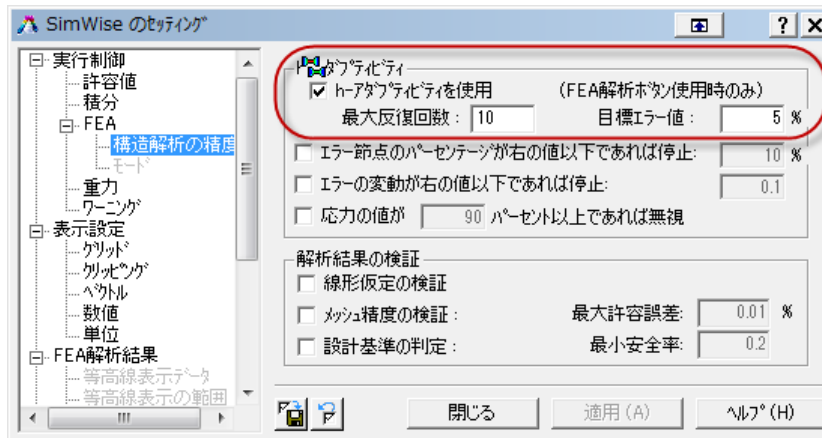 SimWise のｾｯﾃｨﾝｸﾞ
実行制御
許容値
積分
FEA
構造解析の精度
ﾓｰﾄﾞ
重力
ﾜｰﾆﾝｸﾞ
表示設定
ｸﾞﾘｯﾄﾞ
ｸﾘｯﾋﾟﾝｸﾞ
ﾍﾞｸﾄﾙ
数値
単位
FEA解析結果
等高線表示ﾃﾞｰﾀ
等高線表示の範囲
ﾀﾞﾌﾟﾃｨﾋﾞﾃｨ
h-ｱﾀﾞﾌﾟﾃｨﾋﾞﾃｨを使用 (FEA解析ﾎﾞﾀﾝ使用時のみ)
最大反復回数： 10 目標ｴﾗｰ値： 5 %
ｴﾗｰ節点のﾊﾟｰｾﾝﾃｰｼﾞが右の値以下であれば停止: 10 %
ｴﾗｰの変動が右の値以下であれば停止: 0.1
応力の値が 90 ﾊﾟｰｾﾝﾄ以上であれば無視
解析結果の検証
線形仮定の検証
ﾒｯｼｭ精度の検証： 最大許容誤差: 0.01 %
設計基準の判定： 最小安全率: 0.2
閉じる 適用(A) ﾍﾙﾌﾟ(H)